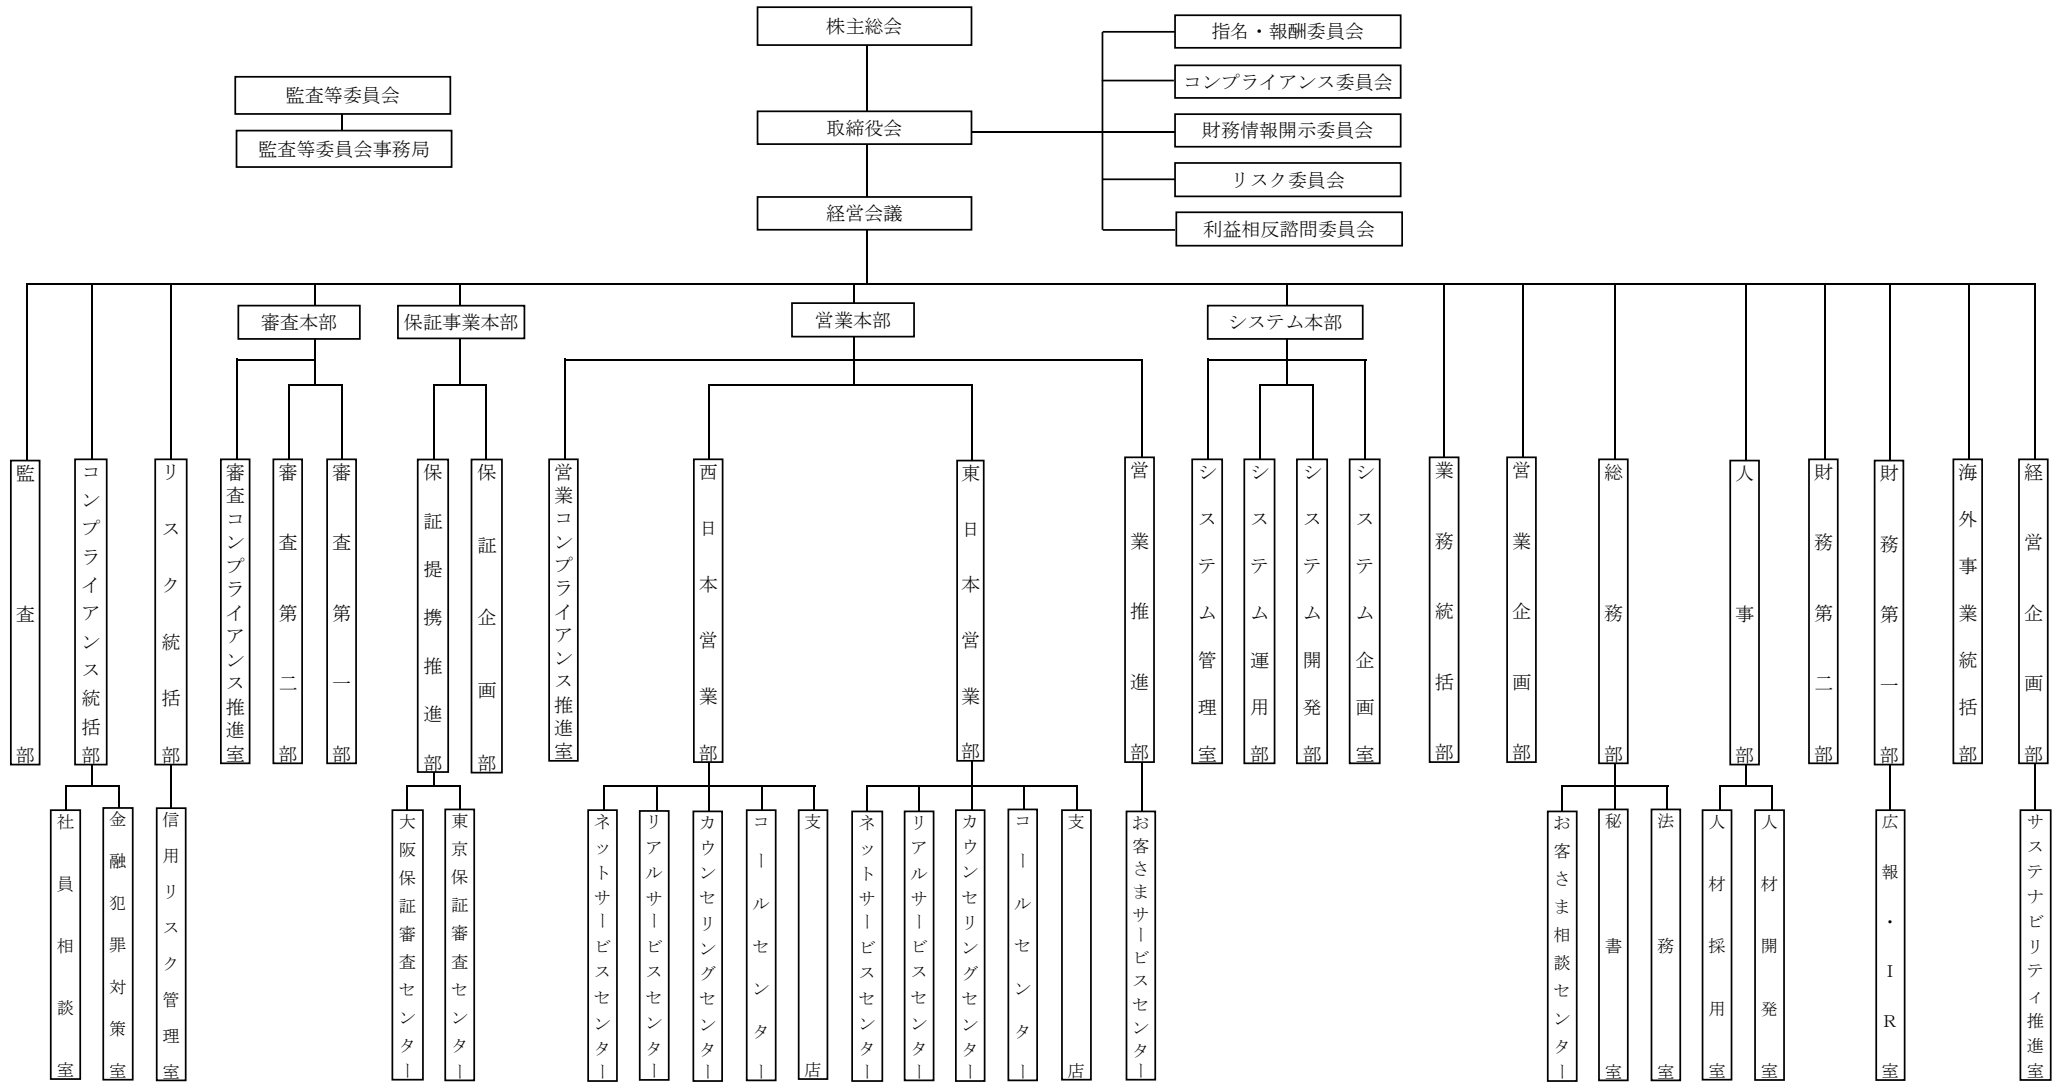 株主総会
指名・報酬委員会
コンプライアンス委員会
監査等委員会
取締役会
財務情報開示委員会
監査等委員会事務局
リスク委員会
経営会議
利益相反諮問委員会
審査本部
保証事業本部
営業本部
システム本部
監査部
コンプライアンス統括部
リスク統括部
審査コンプライアンス推進室
審査第二部
審査第一部
保証提携推進部
保証企画部
営業コンプライアンス推進室
西日本営業部
東日本営業部
営業推進部
システム管理室
システム運用部
システム開発部
システム企画室
業務統括部
営業企画部
総務部
人事部
財務第二部
財務第一部
海外事業統括部
経営企画部
社員相談室
金融犯罪対策室
信用リスク管理室
大阪保証審査センター
東京保証審査センター
ネットサービスセンター
リアルサービスセンター
カウンセリングセンター
コールセンター
支店
ネットサービスセンター
リアルサービスセンター
カウンセリングセンター
コールセンター
支店
お客さまサービスセンター
お客さま相談センター
秘書室
法務室
人材採用室
人材開発室
広報・IR室
サステナビリティ推進室